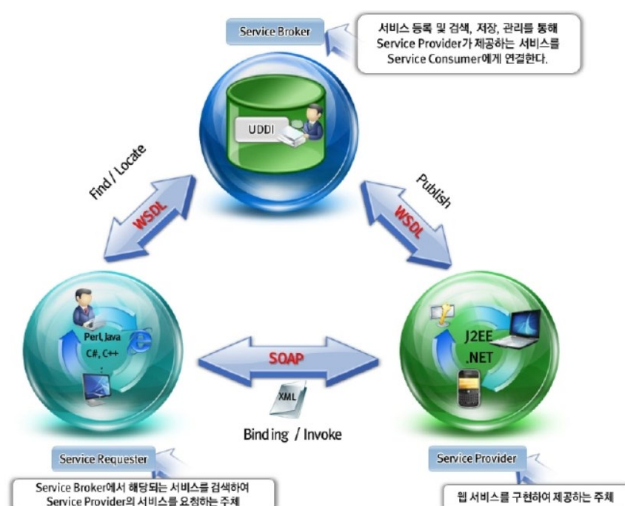 Service Broker
서비스 등록 및 검색, 저장, 관리를 통해
Service Provider가 제공하는 서비스를
Service Consumer에게 연결한다.
UDDI
Find / Locate
WSDL
Publish
WSDL
Perl, Java
C#, C++
:
J2EE
.NET
SOAP
XML
Binding / Invoke
Service Requester
Service Broker에서 해당되는 서비스를 검색하여
Service Provider의 서비스를 요청하는 주체
Service Provider
웹 서비스를 구현하여 제공하는 주체